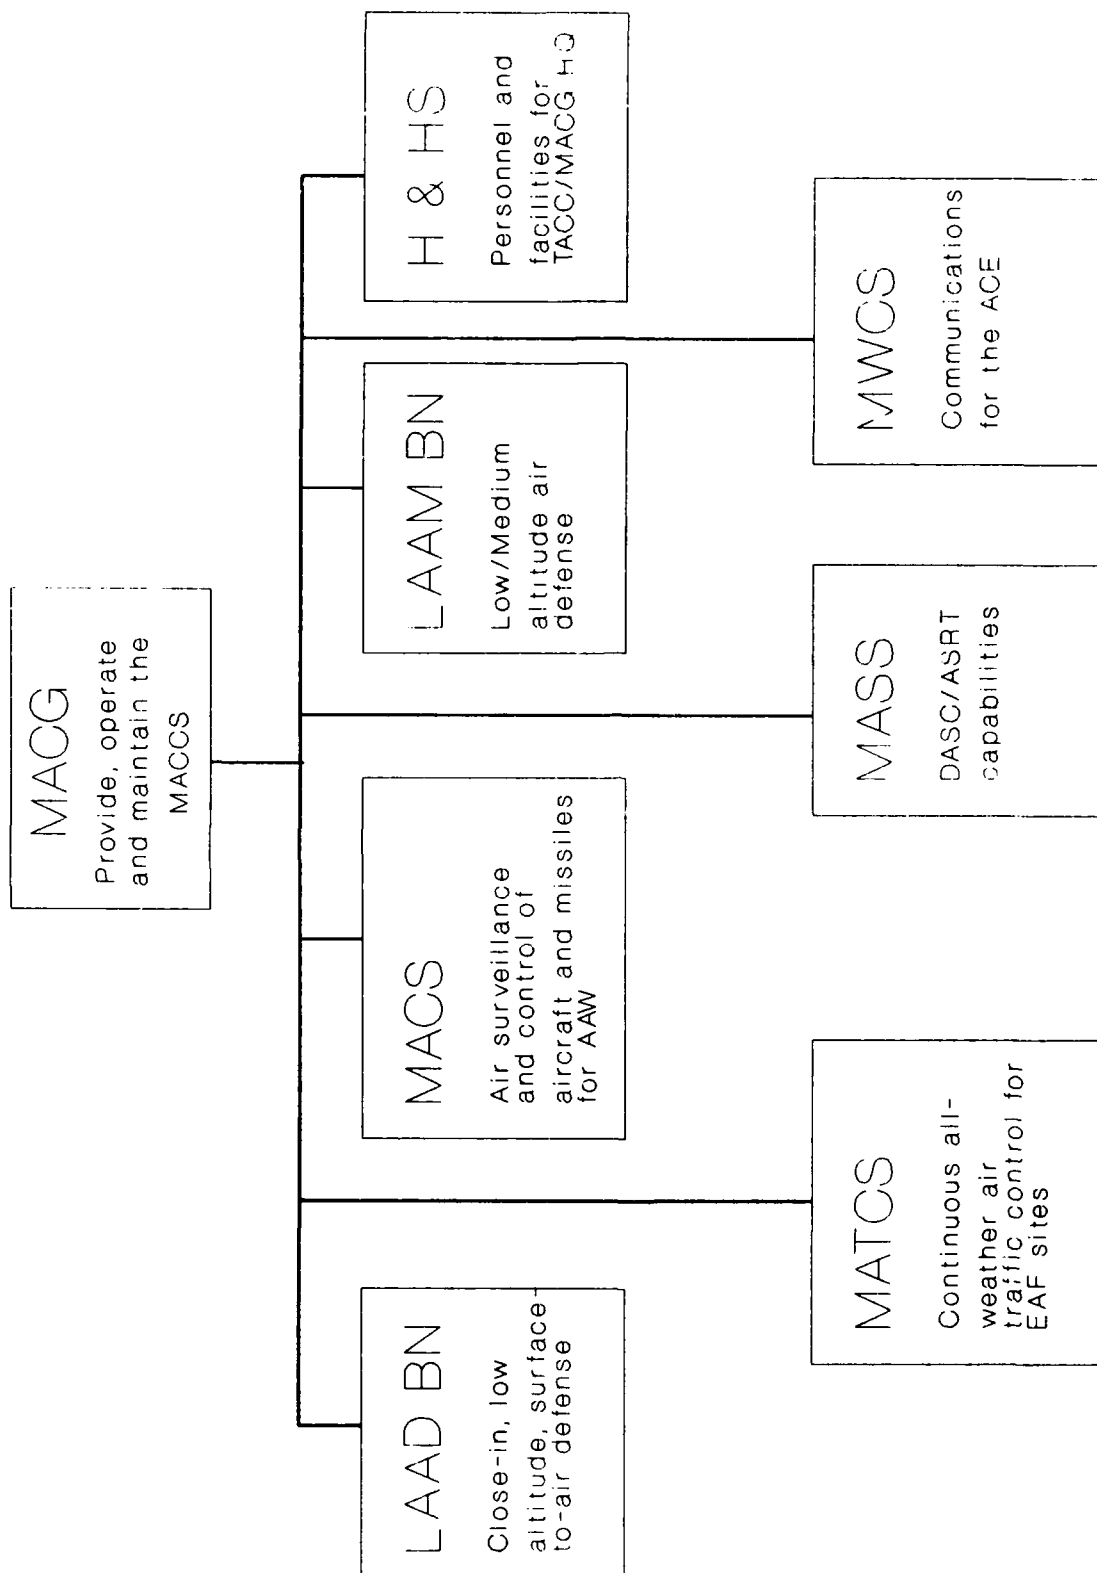 MACG
Provide, operate
and maintain the
MACCS
LAAD BN
Close-in, low
altitude, surface
to-air defense
MACS
Air surveillance
and control of
aircraft and missiles
for AAW
LAAM BN
Low/Medium
altitude air
defense
H & HS
Personnel and
facilities for
TACC/MACG HQ
MATCS
Continuous all-
weather air
traffic control for
EAF sites
MASS
DASC/ASRT
capabilities
MWCS
Communications
for the ACE